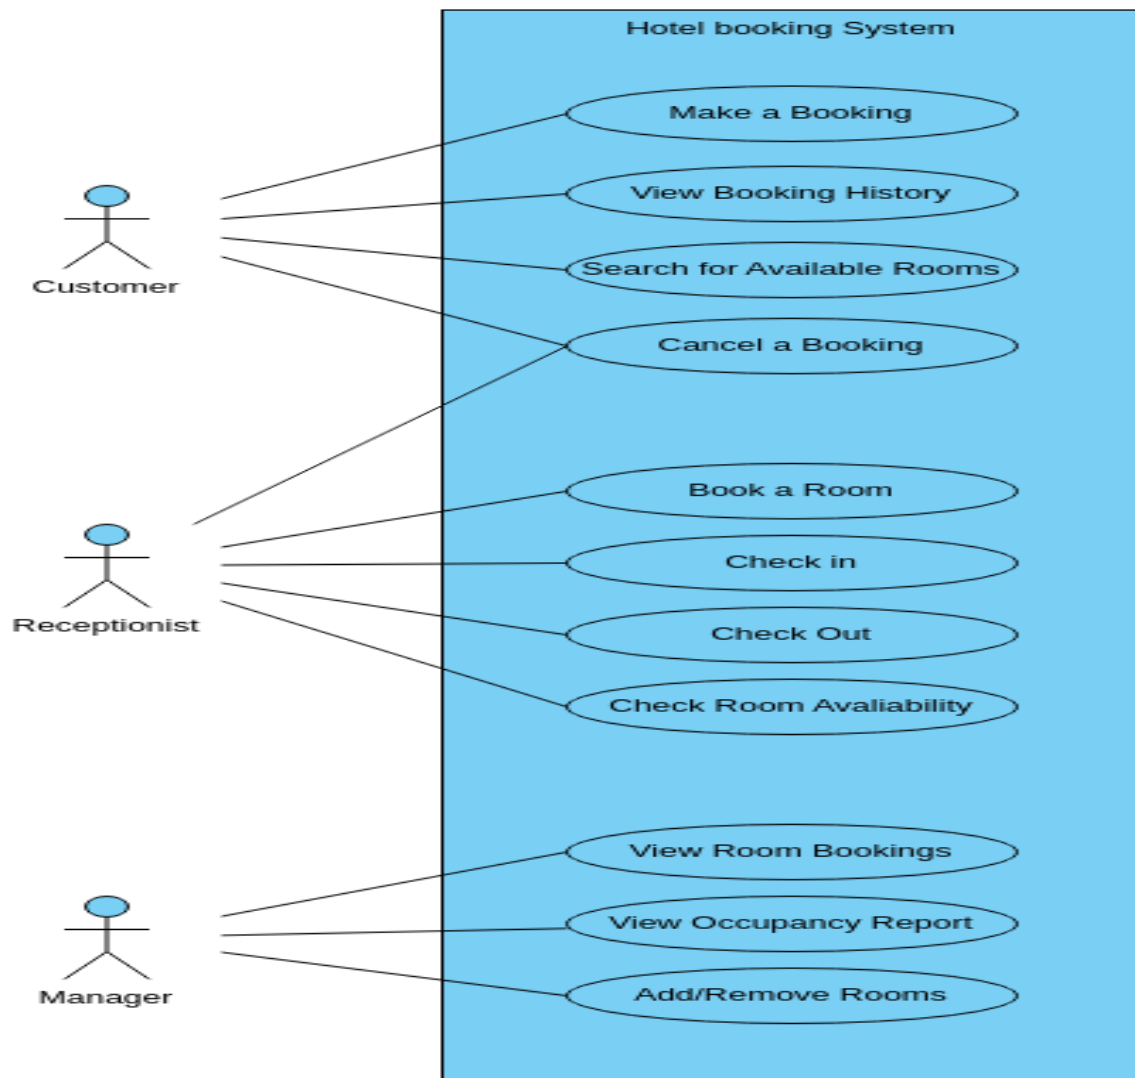 Hotel booking System
Make a Booking
View Booking History
Search for Available Rooms
Customer
Cancel a Booking
Book a Room
Check in
Receptionist
Check Out
Check Room Avaliability
View Room Bookings
View Occupancy Report
Manager
Add/Remove Rooms